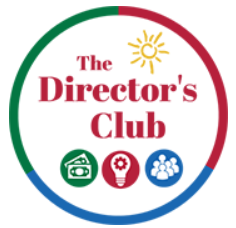 The
Director's
Club